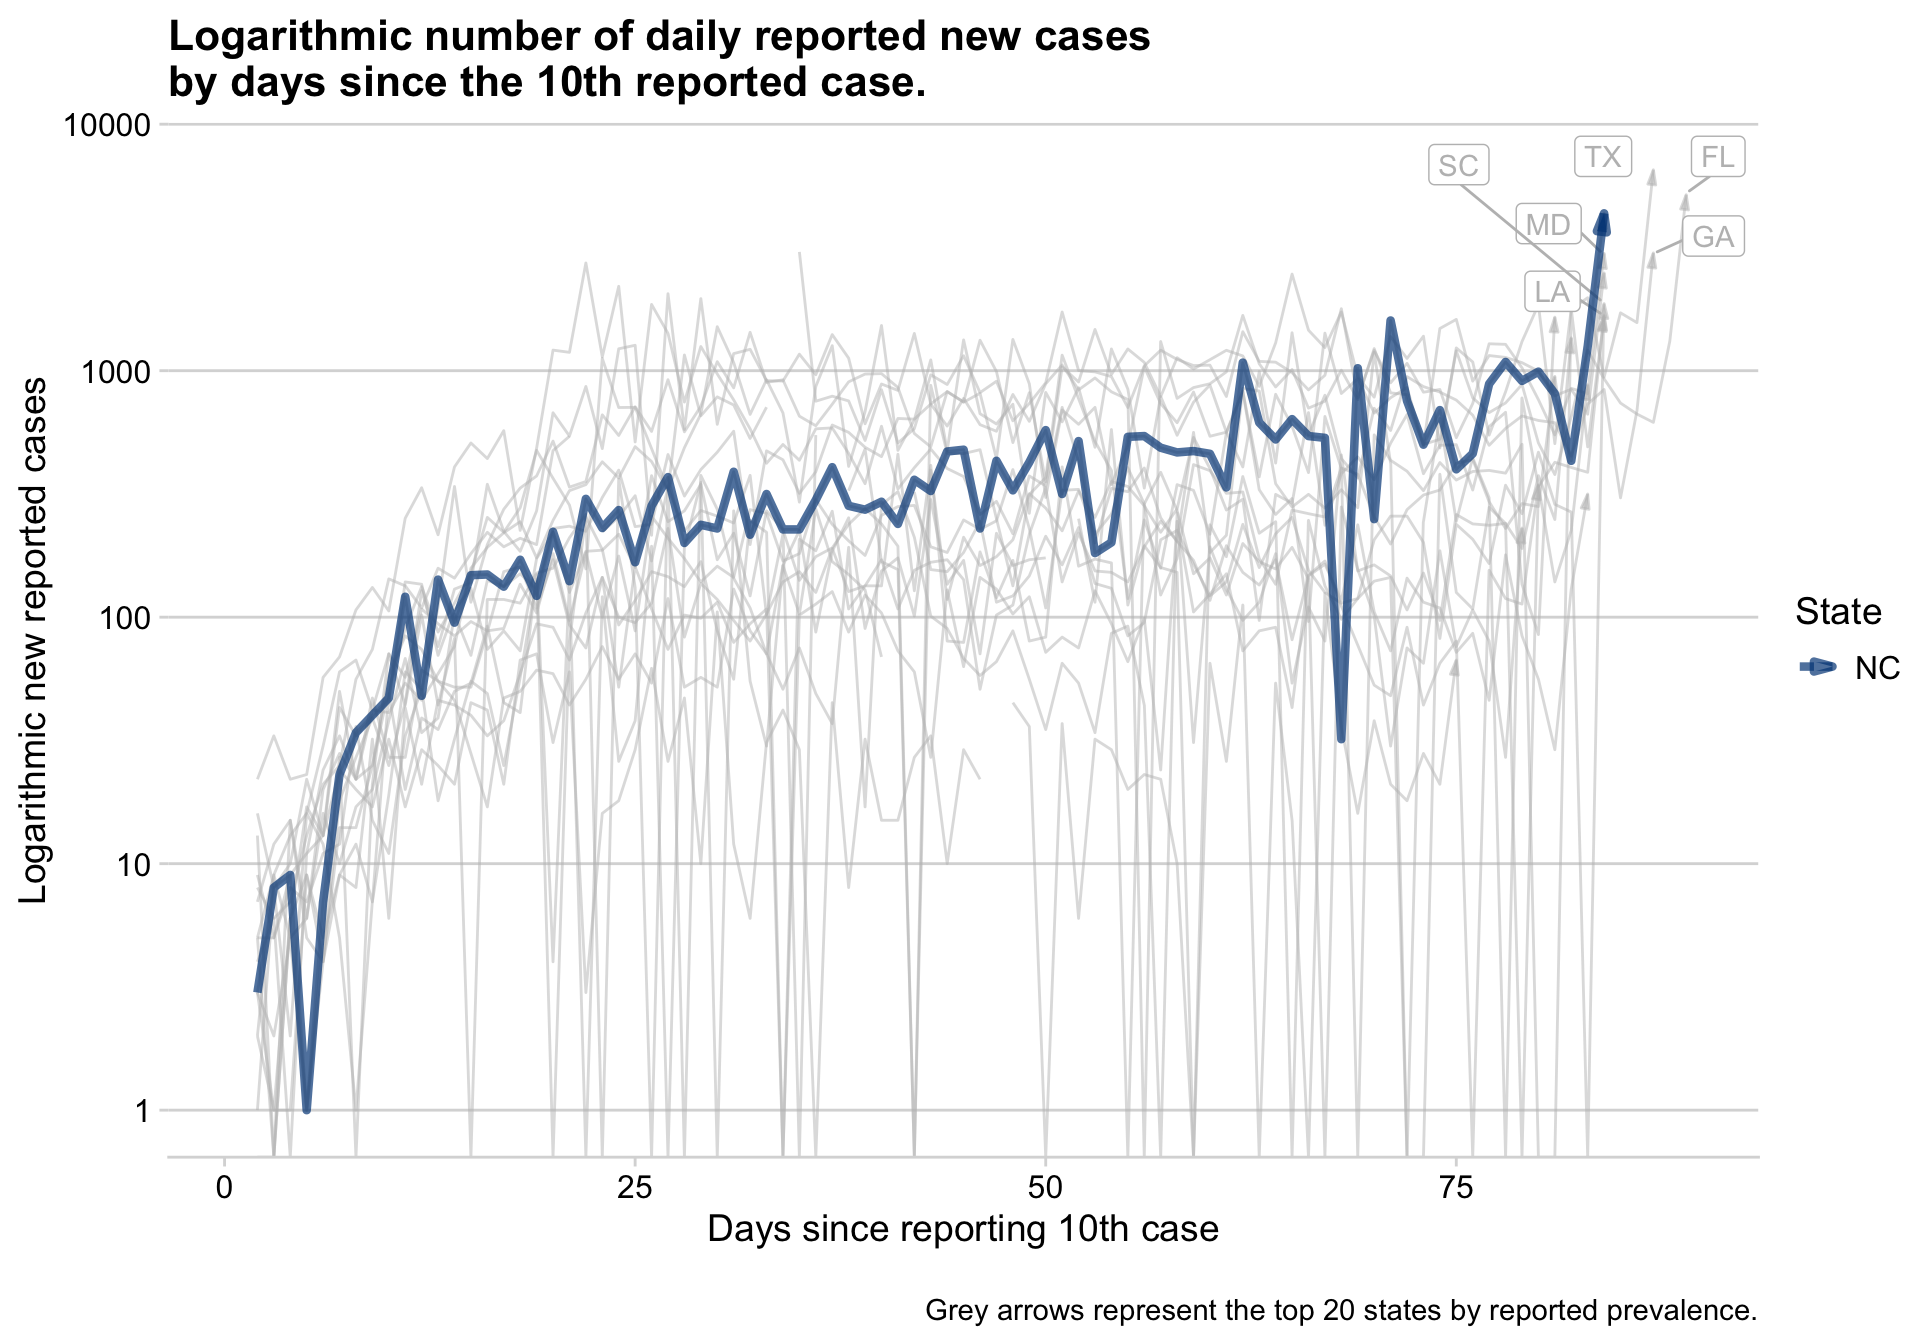 Logarithmic number of daily reported new cases
by days since the 10th reported case.
Logarithmic new reported cases
10000
1000
100
10
1
SC
TX
FL
MD
GA
LA
State
NC
0
25
50
75
Days since reporting 10th case
Grey arrows represent the top 20 states by reported prevalence.